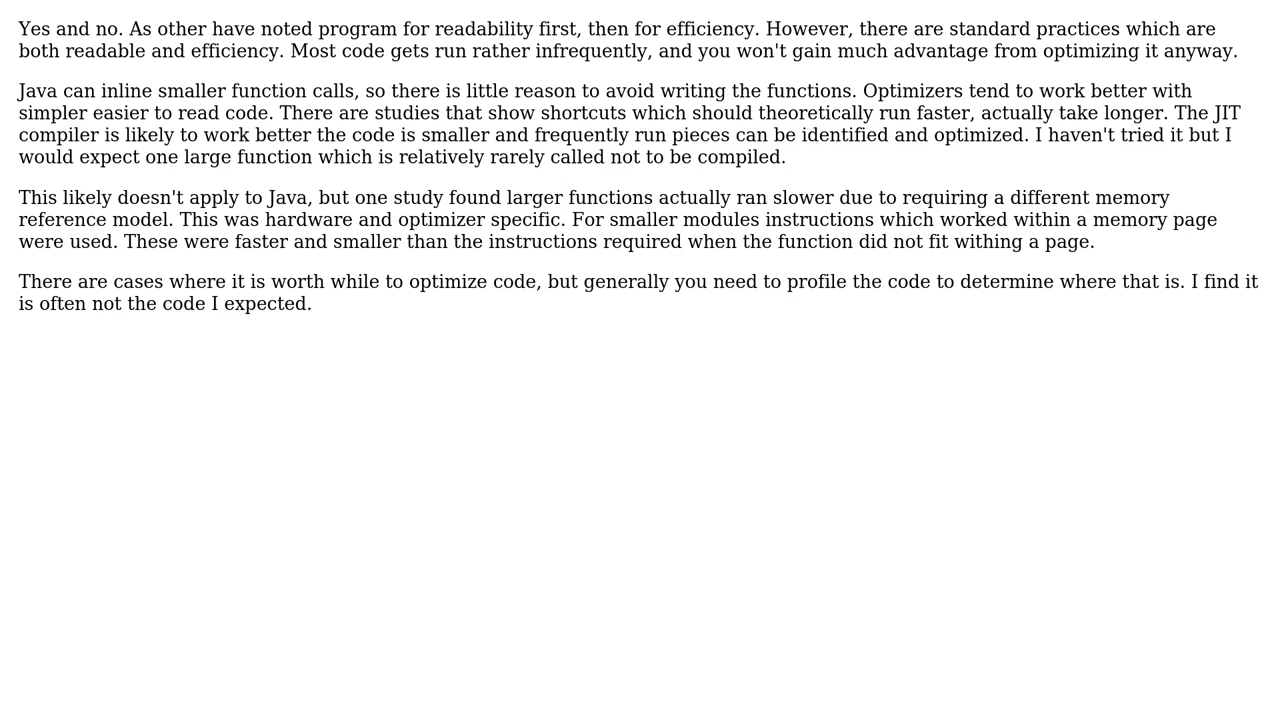 Yes and no. As other have noted program for readability first, then for efficiency. However, there are standard practices which are
both readable and efficiency. Most code gets run rather infrequently, and you won't gain much advantage from optimizing it anyway.
Java can inline smaller function calls, so there is little reason to avoid writing the functions. Optimizers tend to work better with
simpler easier to read code. There are studies that show shortcuts which should theoretically run faster, actually take longer. The JIT
compiler is likely to work better the code is smaller and frequently run pieces can be identified and optimized. I haven't tried it but I
would expect one large function which is relatively rarely called not to be compiled.
This likely doesn't apply to Java, but one study found larger functions actually ran slower due to requiring a different memory
reference model. This was hardware and optimizer specific. For smaller modules instructions which worked within a memory page
were used. These were faster and smaller than the instructions required when the function did not fit withing a page.
There are cases where it is worth while to optimize code, but generally you need to profile the code to determine where that is. I find it
is often not the code I expected.